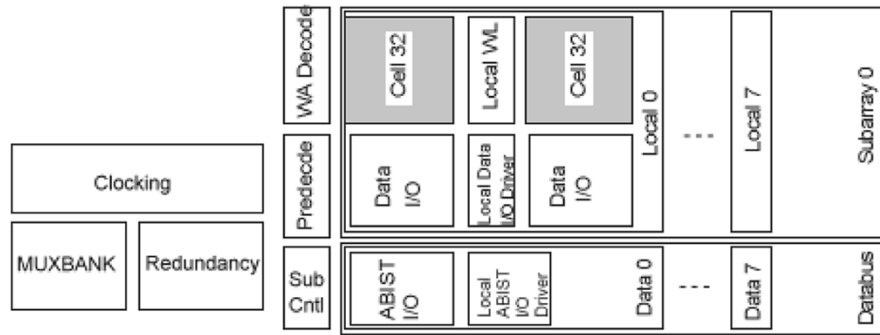 WA Decode
Cell 32
Local WL
Cell 32
Local 0
- - -
Local 7
Subarray 0
Clocking
Predecde
Data
I/O
Local Data
I/O Driver
Data
I/O
MUXBANK
Redundancy
Sub
Cntl
ABIST
I/O
Local
ABIST
I/O
Driver
Data 0
- - -
Data 7
Databus